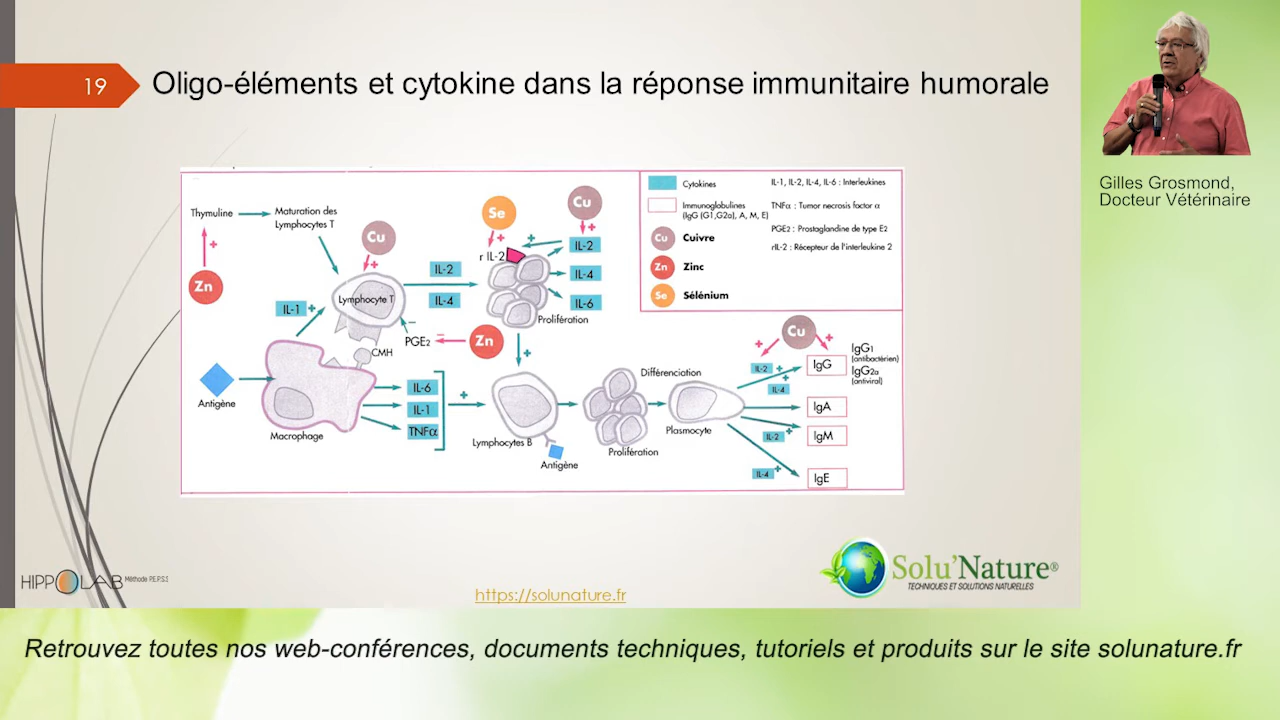 19
Oligo-éléments et cytokine dans la réponse immunitaire humorale
Gilles Grosmond,
Docteur Vétérinaire
Thymuline
Maturation des
Lymphocytes T
Zn
+
Cu
+
IL-1
+
Lymphocyte T
CMH
IL-2
IL-4
Se
+
r IL-2
Cu
+
+
IL-2
IL-4
IL-6
Prolifération
PGE2
Zn
+
Antigène
Macrophage
IL-6
IL-1
TNFα
+
Lymphocytes B
Antigène
Prolifération
Différenciation
Plasmocyte
Cu
+
+
IL-2
+
+
IL-4
IgG
IgG1
(antibactérien)
IgG2a
(antiviral)
IgA
IL-2
+
IgM
IL-4
+
IgE
Cytokines
Immunoglobulines
(IgG (G1,G2a), A, M, E)
Cu Cuivre
Zn Zinc
Se Sélénium
IL-1, IL-2, IL-4, IL-6 : Interleukines
TNFα : Tumor necrosis factor α
PGE2 : Prostaglandine de type E2
rIL-2 : Récepteur de l'interleukine 2
HIPPOLAB Méthode P.E.P.S.S
https://solunature.fr
Solu'Nature®
TECHNIQUES ET SOLUTIONS NATURELLES
Retrouvez toutes nos web-conférences, documents techniques, tutoriels et produits sur le site solunature.fr